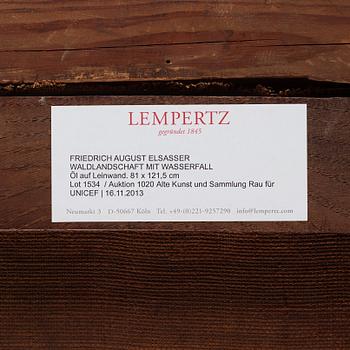 LEMPERTZ
gegründet 1845
FRIEDRICH AUGUST ELSASSER
WALDLANDSCHAFT MIT WASSERFALL
Öl auf Leinwand. 81 x 121,5 cm
Lot 1534 / Auktion 1020 Alte Kunst und Sammlung Rau für
UNICEF | 16.11.2013
Neumarkt 3 D-50667 Köln Tel. +49-(0)221-9257290 info@lempertz.com